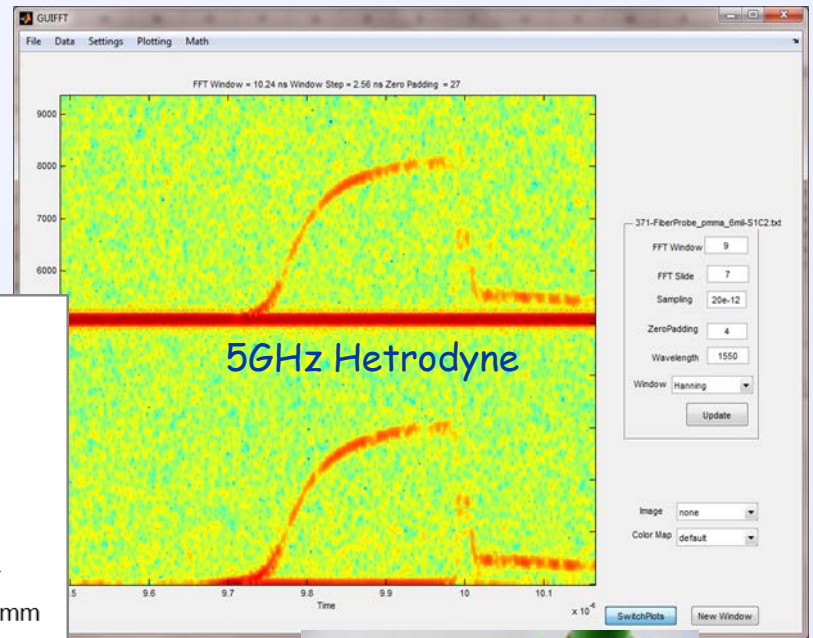 GUIFFT
File Data Settings Plotting Math
FFT Window = 10.24 ns Window Step = 2.56 ns Zero Padding = 27
9000
8000
7000
6000
5GHz Hetrodyne
.5 9.6 9.7 9.8 9.9 10 10.1
Time
x 10^-6
371-FiberProbe_pmma_6mil-S1C2.txt
FFT Window 9
FFT Slide 7
Sampling 20e-12
ZeroPadding 4
Wavelength 1550
Window Hanning
Update
Image none
Color Map default
SwitchPlots New Window
mm